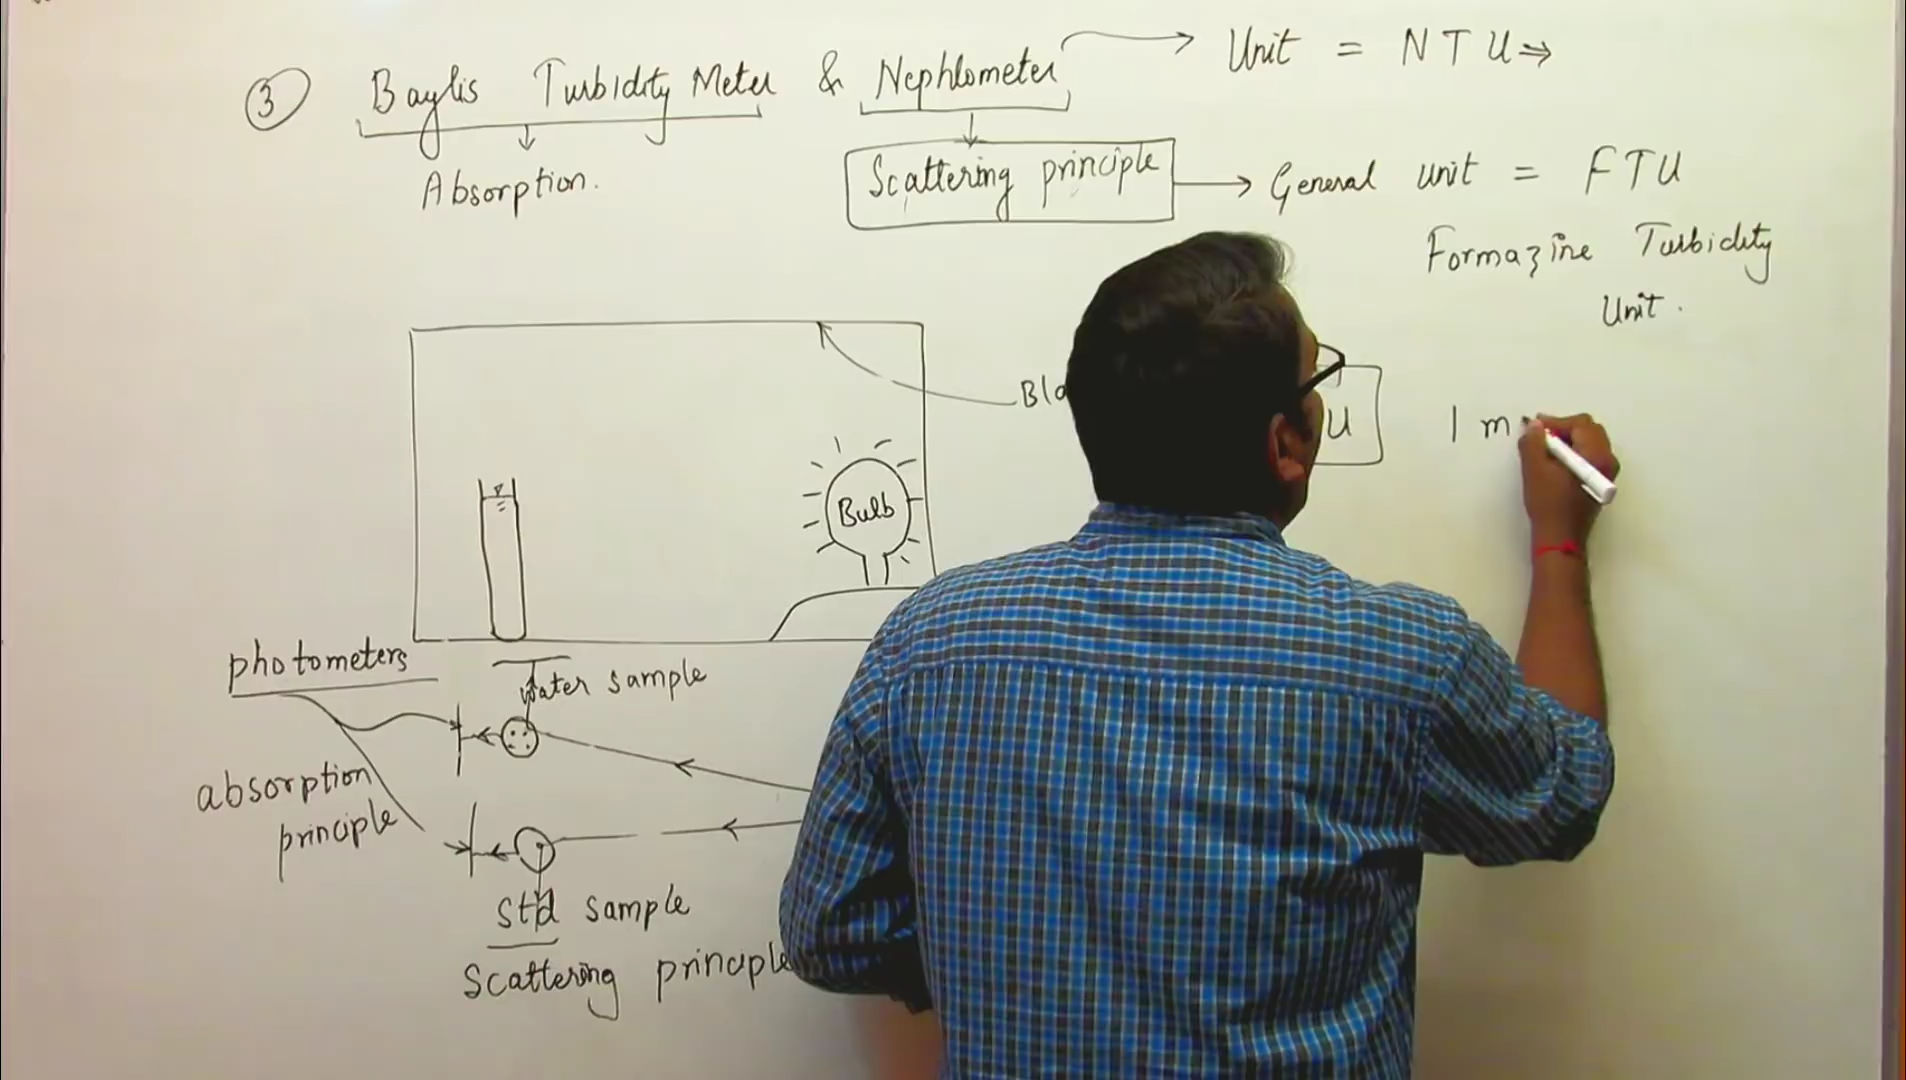 ③ Baylis Turbidity Meter & Nephlometer → Unit = NTU ⇒
Absorption.
Scattering principle → General unit = FTU
Formazine Turbidity
Unit.
U
1 m
Bulb
photometers
water sample
absorption
principle
std sample
Scattering principle